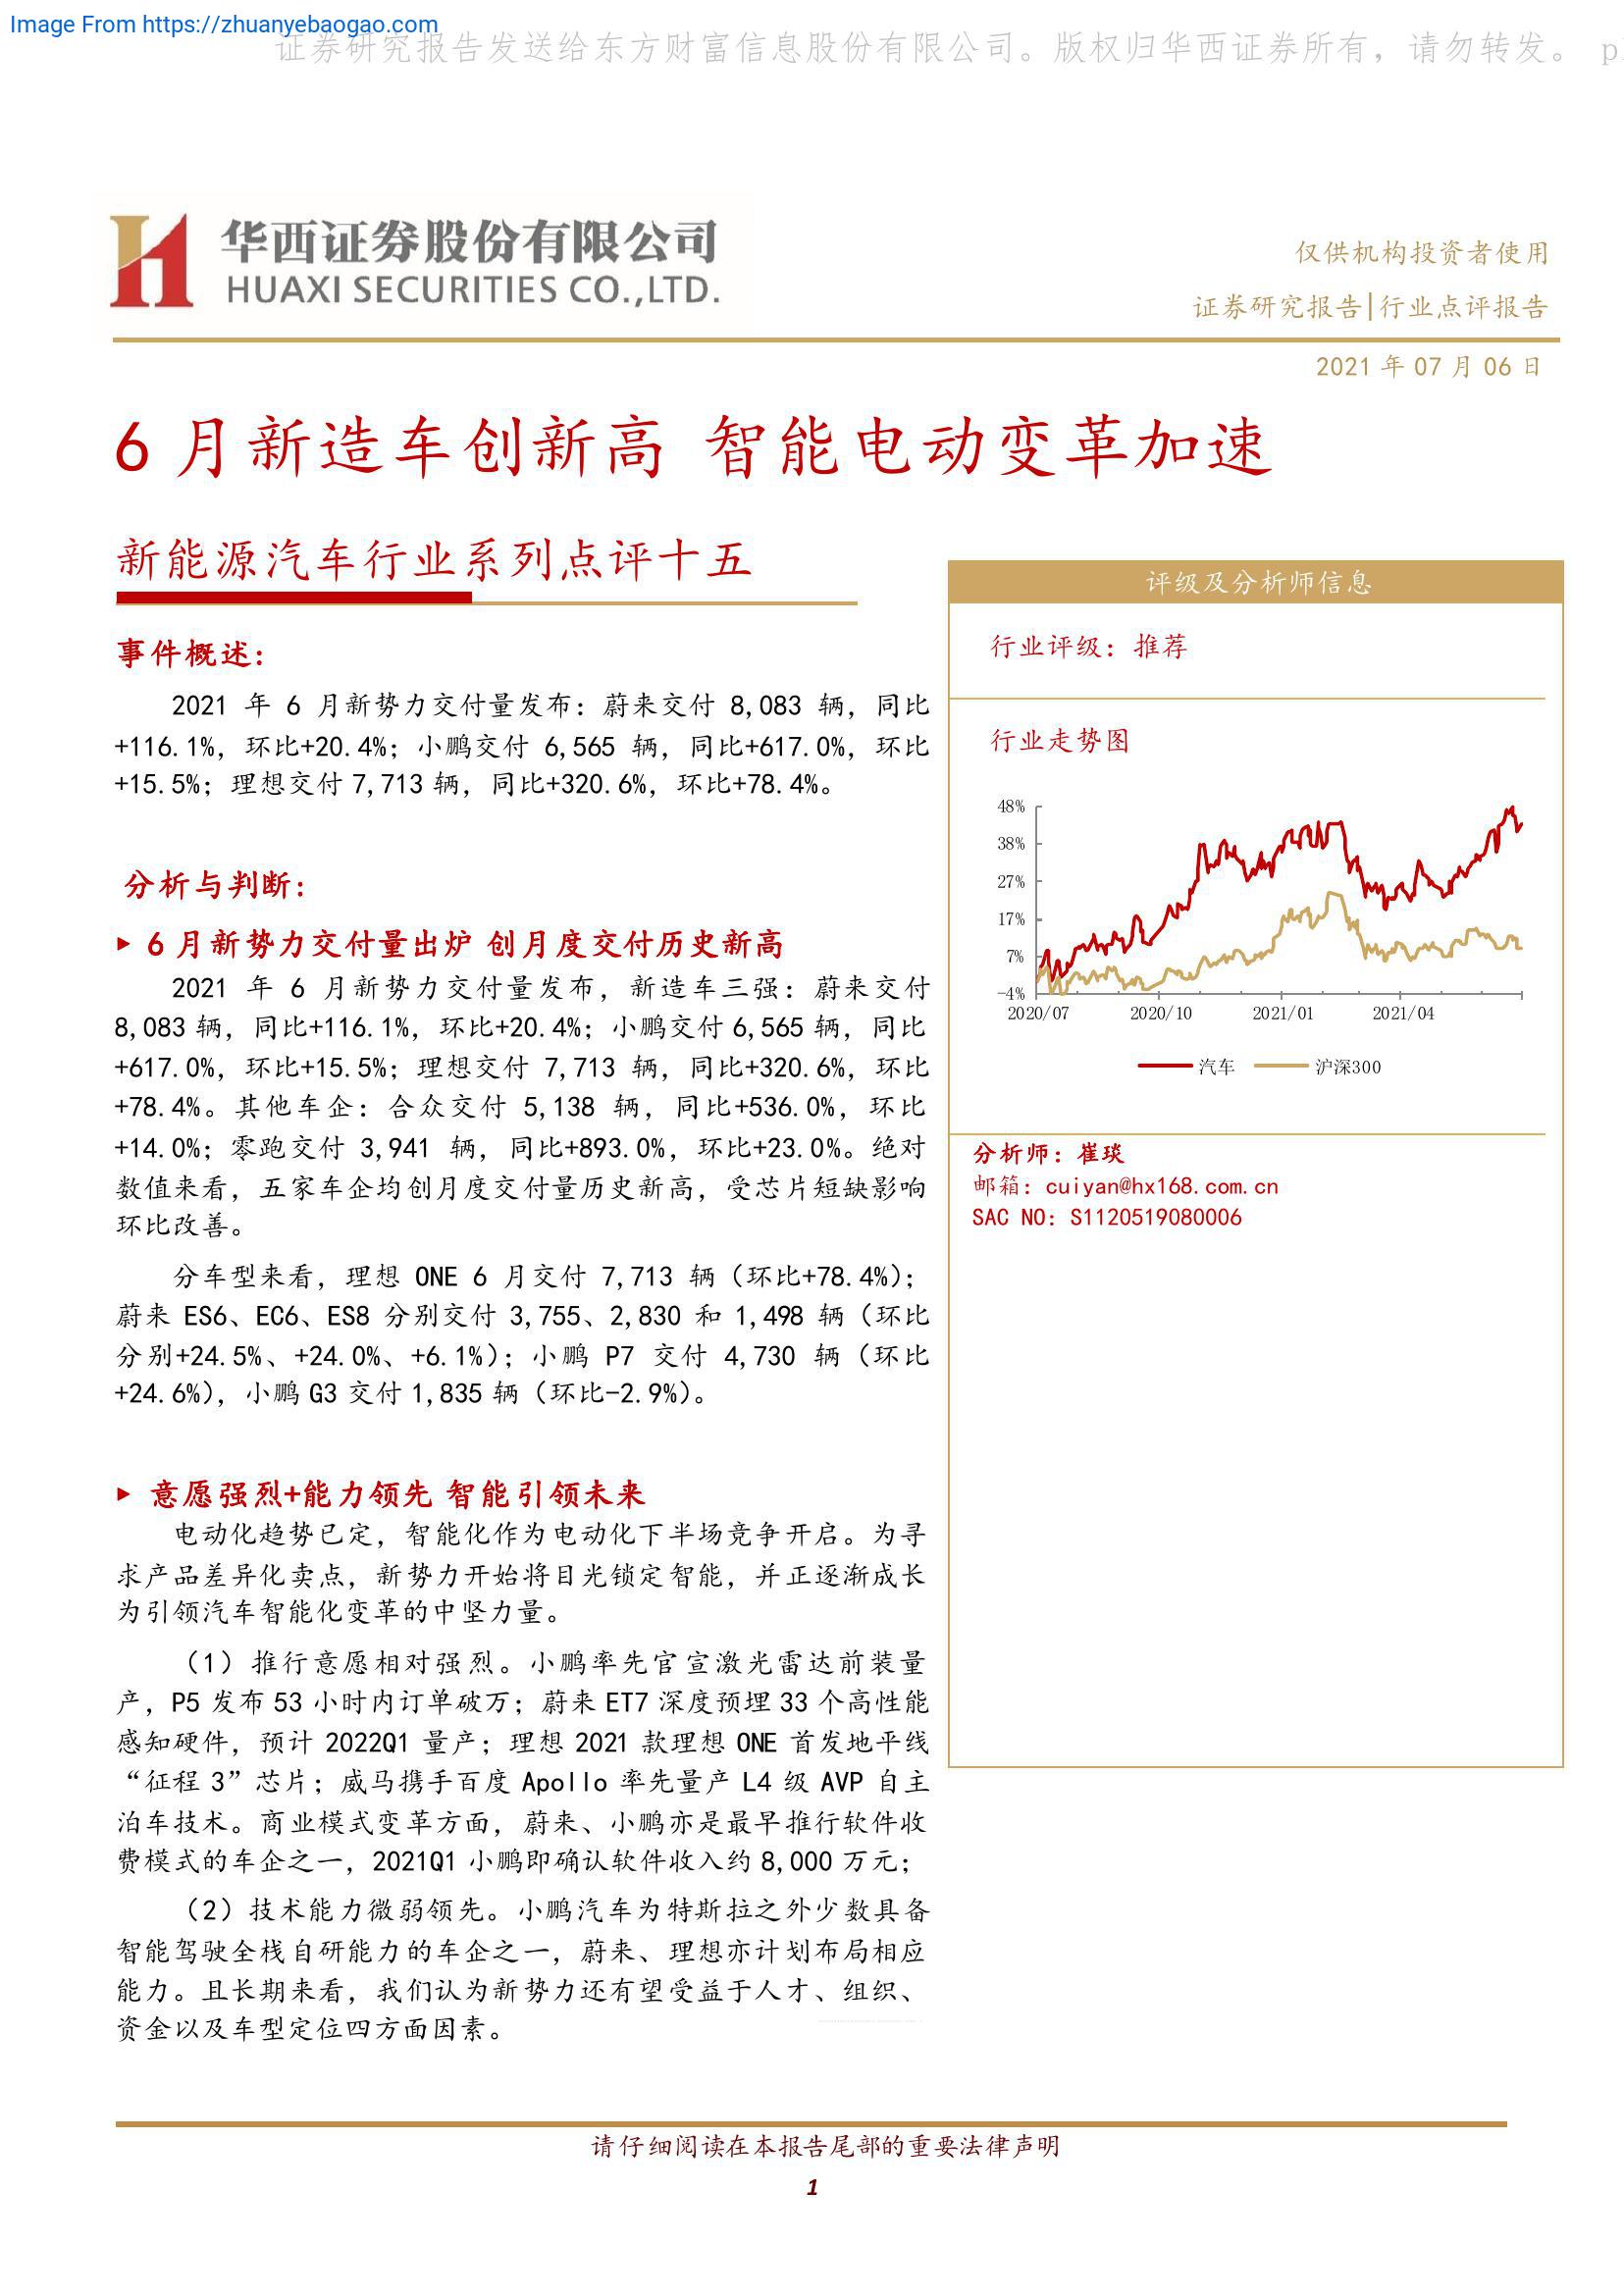 Image From https://zhuanyebaogao.com
证券研究报告发送给东方财富信息股份有限公司。版权归华西证券所有，请勿转发。 p
华西证券股份有限公司
HUAXI SECURITIES CO.,LTD.
仅供机构投资者使用
证券研究报告|行业点评报告
2021 年 07 月 06 日
6 月新造车创新高 智能电动变革加速
新能源汽车行业系列点评十五
事件概述：
2021 年 6 月新势力交付量发布：蔚来交付 8,083 辆，同比
+116.1%，环比+20.4%；小鹏交付 6,565 辆，同比+617.0%，环比
+15.5%；理想交付 7,713 辆，同比+320.6%，环比+78.4%。
分析与判断：
6 月新势力交付量出炉 创月度交付历史新高
2021 年 6 月新势力交付量发布，新造车三强：蔚来交付
8,083 辆，同比+116.1%，环比+20.4%；小鹏交付 6,565 辆，同比
+617.0%，环比+15.5%；理想交付 7,713 辆，同比+320.6%，环比
+78.4%。其他车企：合众交付 5,138 辆，同比+536.0%，环比
+14.0%；零跑交付 3,941 辆，同比+893.0%，环比+23.0%。绝对
数值来看，五家车企均创月度交付量历史新高，受芯片短缺影响
环比改善。
分车型来看，理想 ONE 6 月交付 7,713 辆（环比+78.4%）；
蔚来 ES6、EC6、ES8 分别交付 3,755、2,830 和 1,498 辆（环比
分别+24.5%、+24.0%、+6.1%）；小鹏 P7 交付 4,730 辆（环比
+24.6%），小鹏 G3 交付 1,835 辆（环比-2.9%）。
意愿强烈+能力领先 智能引领未来
电动化趋势已定，智能化作为电动化下半场竞争开启。为寻
求产品差异化卖点，新势力开始将目光锁定智能，并正逐渐成长
为引领汽车智能化变革的中坚力量。
（1）推行意愿相对强烈。小鹏率先官宣激光雷达前装量
产，P5 发布 53 小时内订单破万；蔚来 ET7 深度预埋 33 个高性能
感知硬件，预计 2022Q1 量产；理想 2021 款理想 ONE 首发地平线
“征程 3”芯片；威马携手百度 Apollo 率先量产 L4 级 AVP 自主
泊车技术。商业模式变革方面，蔚来、小鹏亦是最早推行软件收
费模式的车企之一，2021Q1 小鹏即确认软件收入约 8,000 万元；
（2）技术能力微弱领先。小鹏汽车为特斯拉之外少数具备
智能驾驶全栈自研能力的车企之一，蔚来、理想亦计划布局相应
能力。且长期来看，我们认为新势力还有望受益于人才、组织、
资金以及车型定位四方面因素。
评级及分析师信息
行业评级：推荐
行业走势图
48%
38%
27%
17%
7%
-4%
2020/07 2020/10 2021/01 2021/04
汽车 沪深300
分析师：崔琰
邮箱：cuiyan@hx168.com.cn
SAC NO：S1120519080006
请仔细阅读在本报告尾部的重要法律声明
1